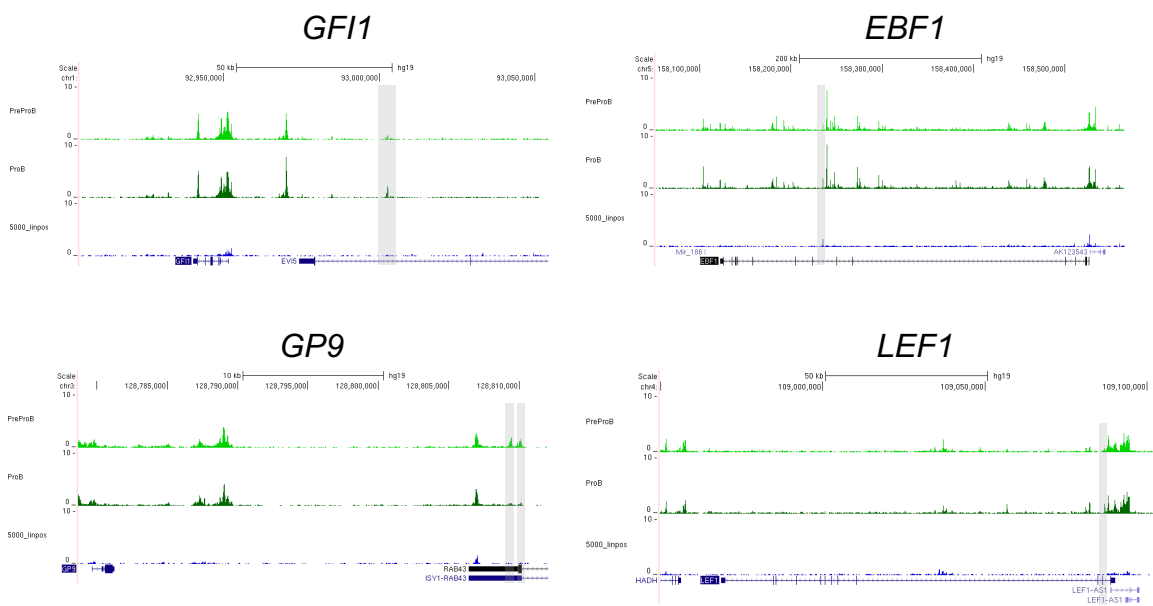 GFI1
Scale 50 kb hg19
chr1: 92,950,000 93,000,000 93,050,000
10
PreProB
0
10
ProB
0
10
5000_linpos
0
GFI1
EVI5
EBF1
Scale 200 kb hg19
chr5: 158,100,000 158,200,000 158,300,000 158,400,000 158,500,000
10
PreProB
0
10
ProB
0
10
5000_linpos
0
Mir_186 AK123543
EBF1
GP9
Scale 10 kb hg19
chr3: 128,785,000 128,790,000 128,795,000 128,800,000 128,805,000 128,810,000
10
PreProB
0
10
ProB
0
10
5000_linpos
0
GP9 RAB43
ISY1-RAB43
LEF1
Scale 50 kb hg19
chr4: 109,000,000 109,050,000 109,100,000
10
PreProB
0
10
ProB
0
10
5000_linpos
0
HADH LEF1
LEF1-AS1
LEF1-AS1